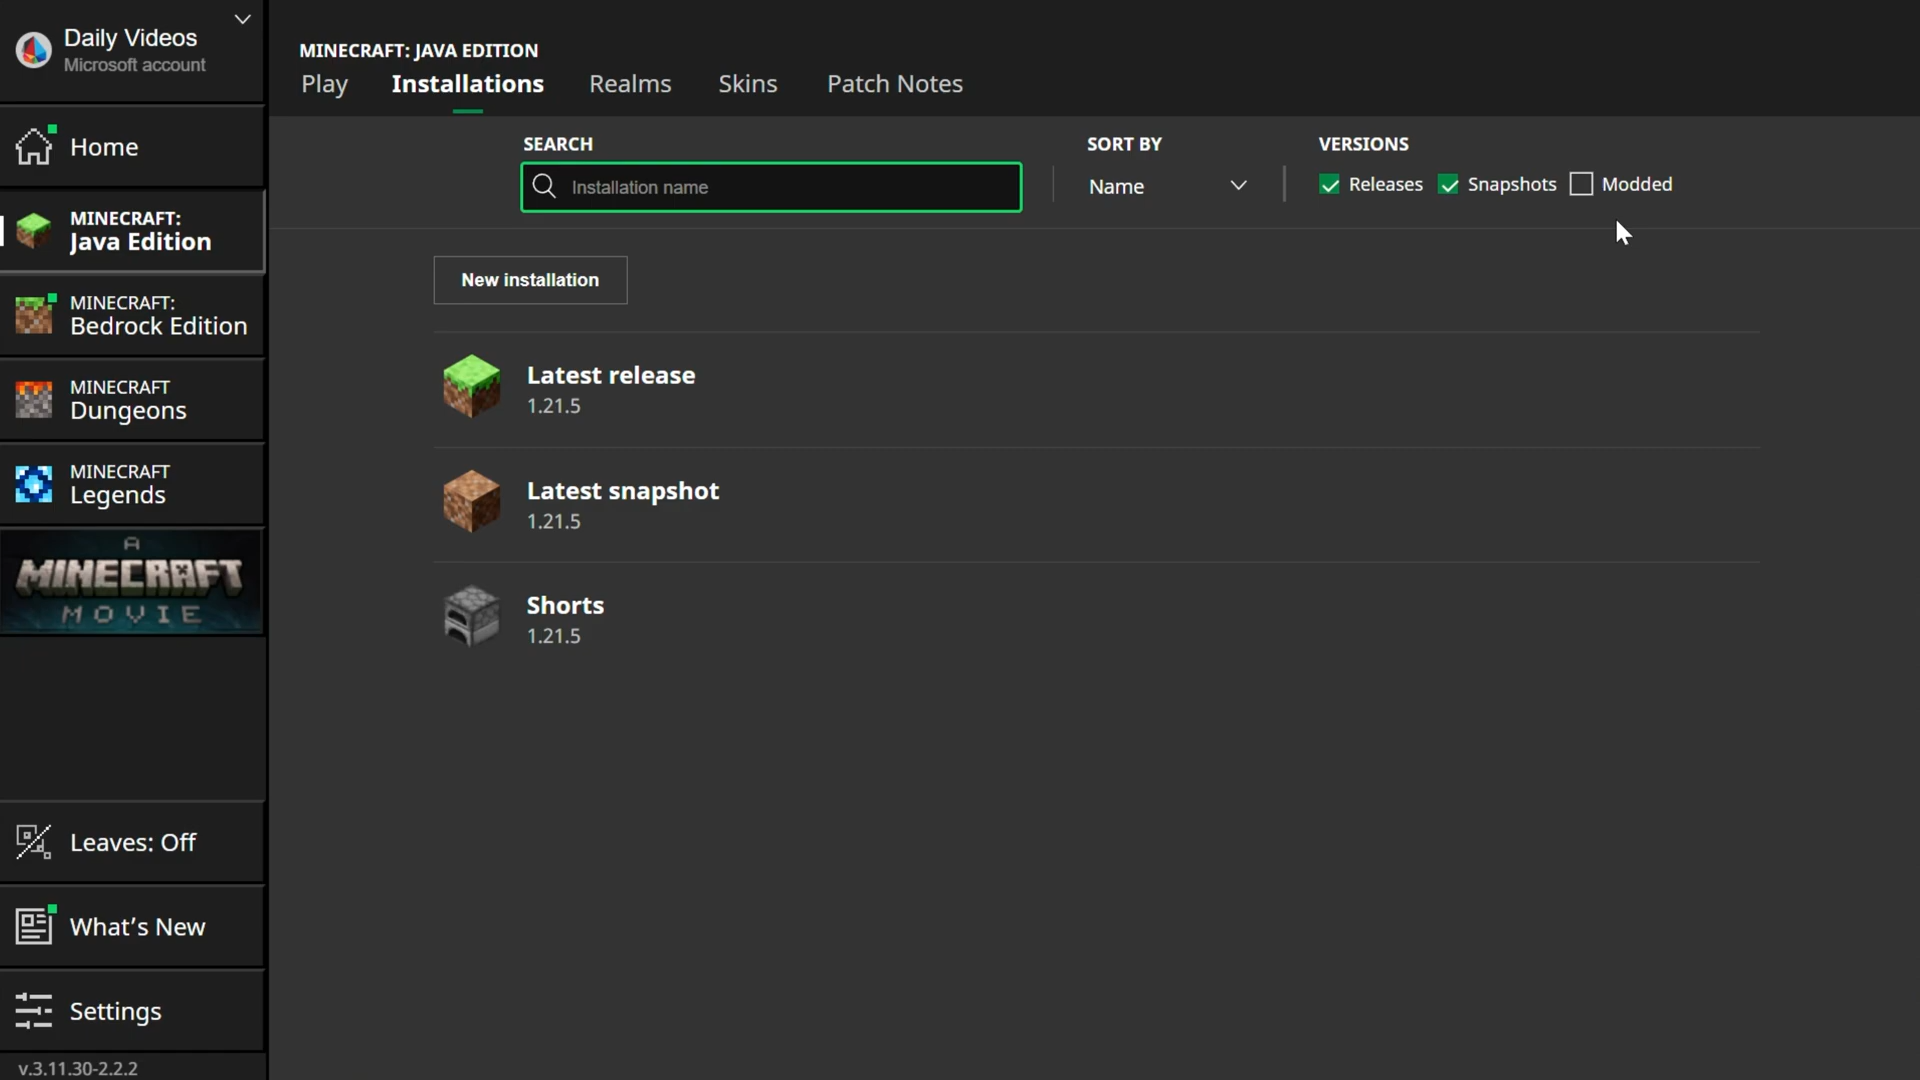 Daily Videos
Microsoft account
Home
MINECRAFT:
Java Edition
MINECRAFT:
Bedrock Edition
MINECRAFT
Dungeons
MINECRAFT
Legends
A
MINECRAFT
MOVIE
Leaves: Off
What's New
Settings
v.3.11.30-2.2.2
MINECRAFT: JAVA EDITION
Play Installations Realms Skins Patch Notes
SEARCH SORT BY VERSIONS
Installation name Name Releases Snapshots Modded
New installation
Latest release
1.21.5
Latest snapshot
1.21.5
Shorts
1.21.5